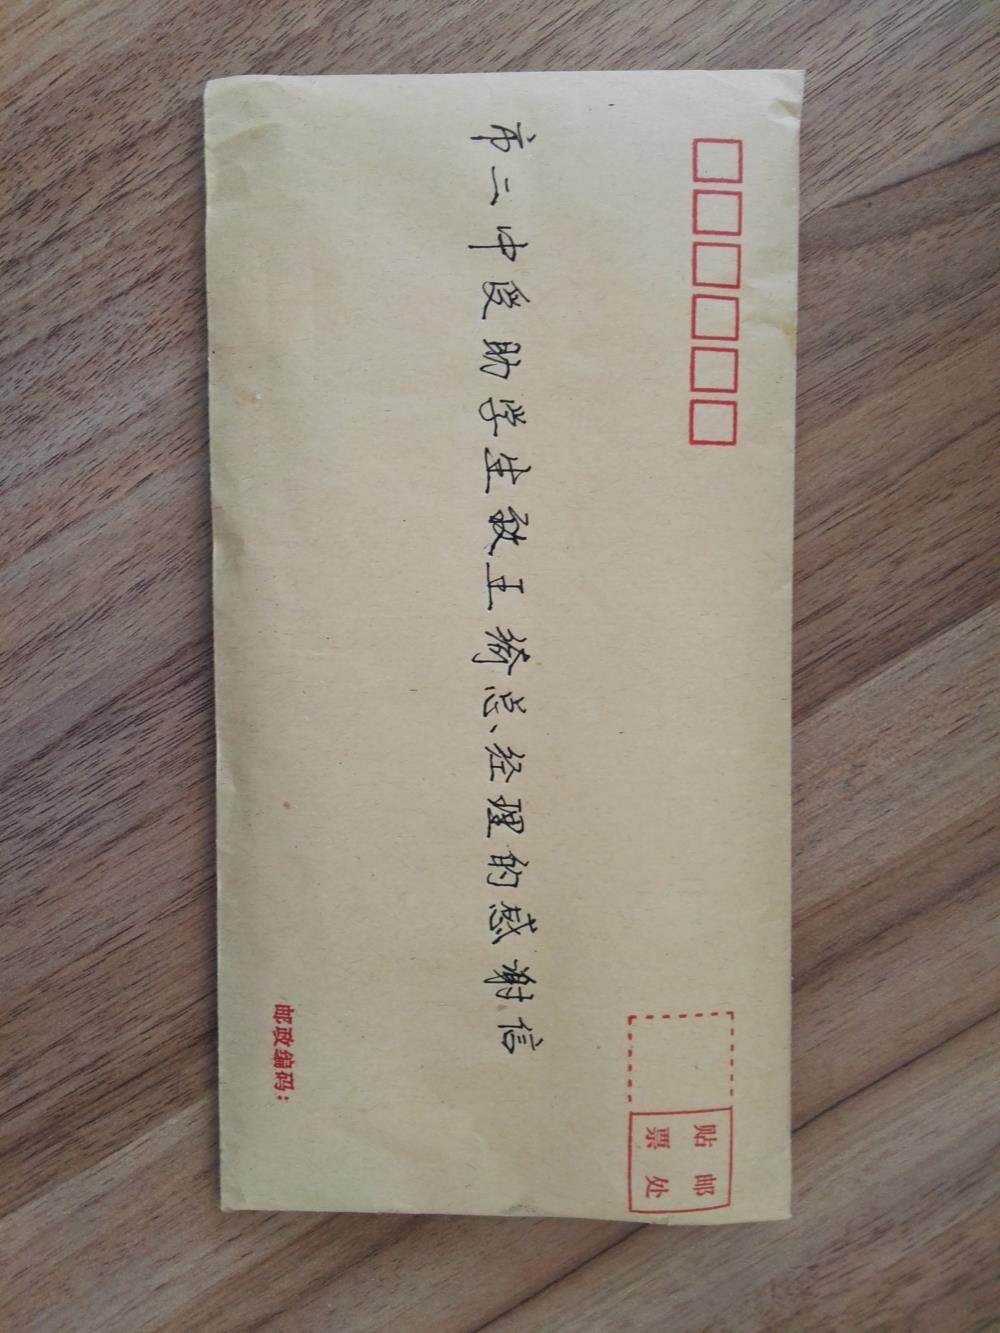 市二中受助学生致王总、经理的感谢信
贴邮
票处
邮政编码：